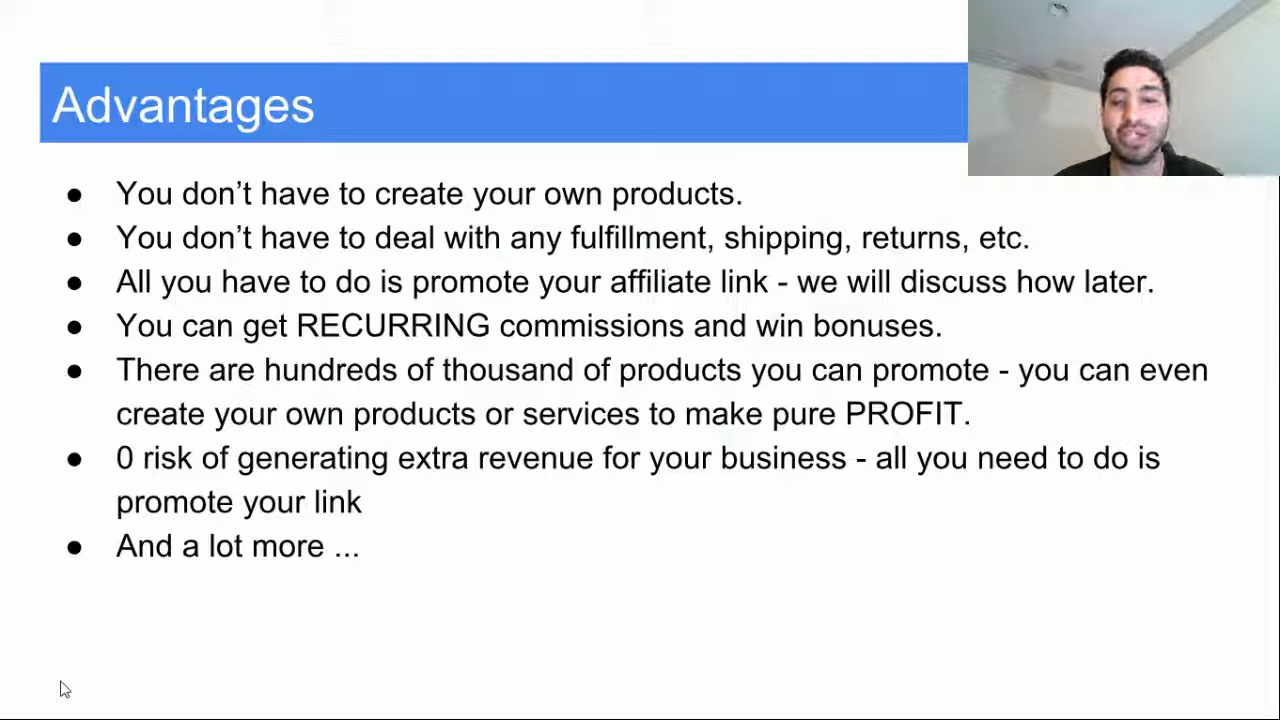 Advantages
● You don’t have to create your own products.
● You don’t have to deal with any fulfillment, shipping, returns, etc.
● All you have to do is promote your affiliate link - we will discuss how later.
● You can get RECURRING commissions and win bonuses.
● There are hundreds of thousand of products you can promote - you can even
create your own products or services to make pure PROFIT.
● 0 risk of generating extra revenue for your business - all you need to do is
promote your link
● And a lot more ...